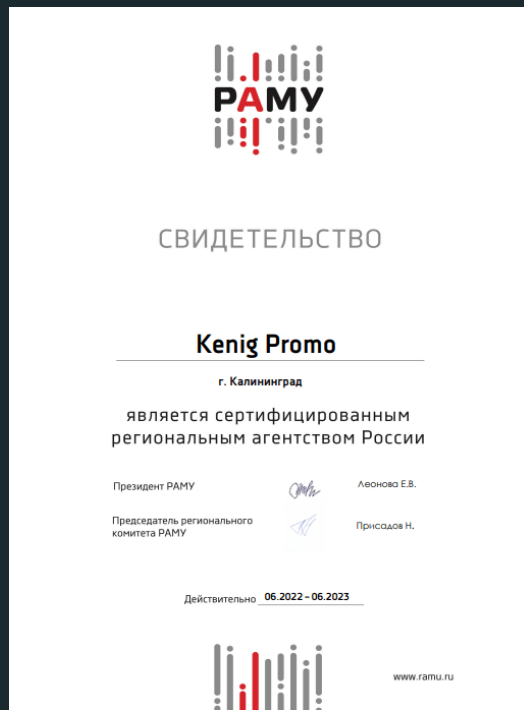 РАМУ
СВИДЕТЕЛЬСТВО
Kenig Promo
г. Калининград
является сертифицированным
региональным агентством России
Президент РАМУ
Леонова Е.В.
Председатель регионального
комитета РАМУ
Присадов Н.
Действительно 06.2022 – 06.2023
www.ramu.ru